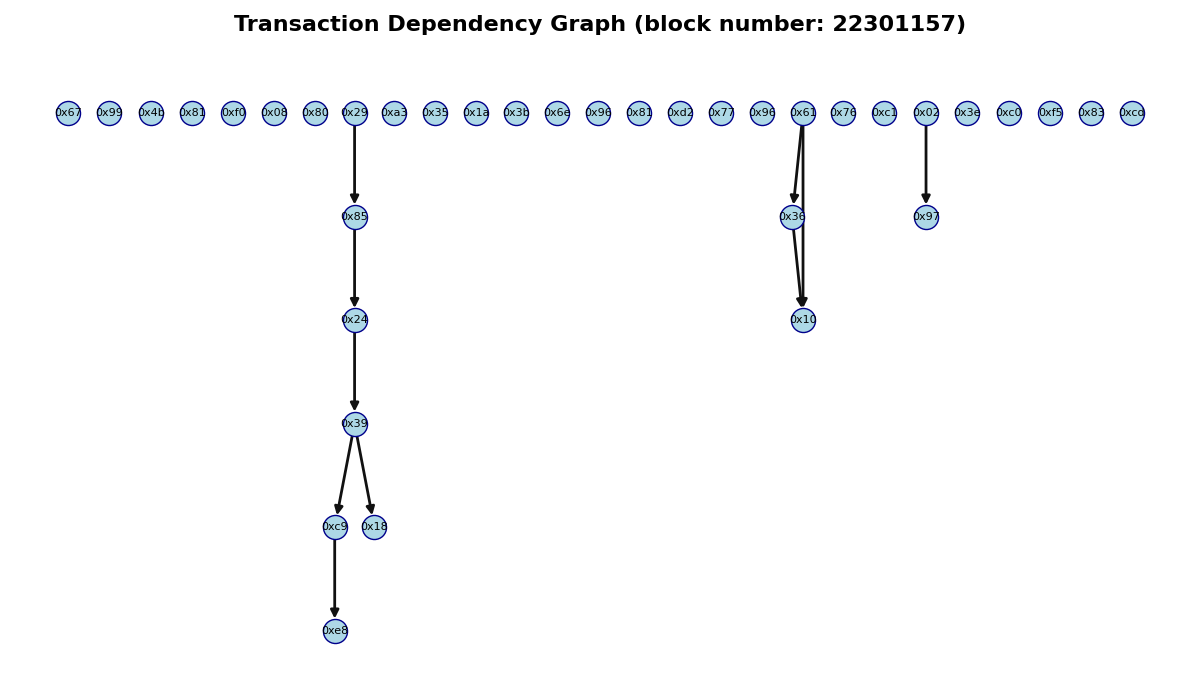 Transaction Dependency Graph (block number: 22301157)
0x67 0x99 0x4b 0x81 0xf0 0x08 0x80 0x29 0xa3 0x35 0x1a 0x3b 0x6e 0x96 0x81 0xd2 0x77 0x96 0x61 0x76 0xc1 0x02 0x3e 0xc0 0xf5 0x83 0xcd
0x85 0x36 0x97
0x24 0x10
0x39
0xc9 0x18
0xe8